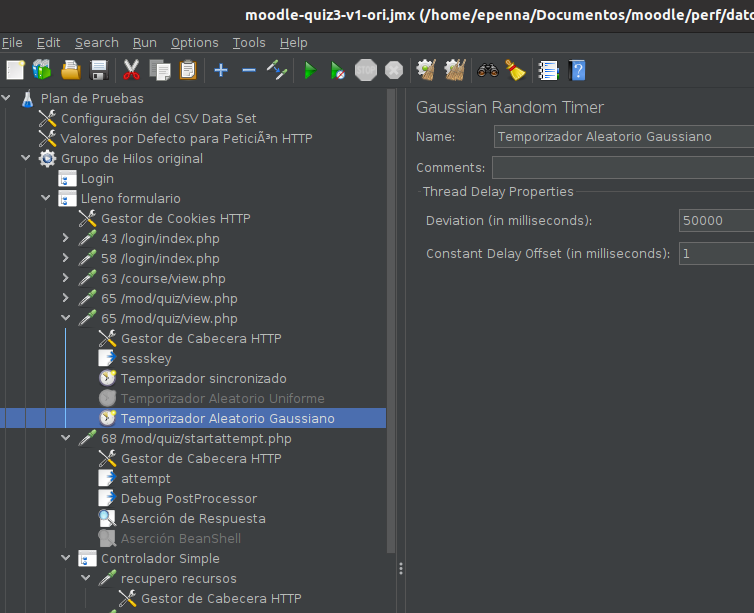 moodle-quiz3-v1-ori.jmx (/home/epenna/Documentos/moodle/perf/dato
File Edit Search Run Options Tools Help
STOP
Plan de Pruebas
Configuración del CSV Data Set
Valores por Defecto para PeticiÃ³n HTTP
Grupo de Hilos original
Login
Lleno formulario
Gestor de Cookies HTTP
43 /login/index.php
58 /login/index.php
63 /course/view.php
65 /mod/quiz/view.php
65 /mod/quiz/view.php
Gestor de Cabecera HTTP
sesskey
Temporizador sincronizado
Temporizador Aleatorio Uniforme
Temporizador Aleatorio Gaussiano
68 /mod/quiz/startattempt.php
Gestor de Cabecera HTTP
attempt
Debug PostProcessor
Aserción de Respuesta
Aserción BeanShell
Controlador Simple
recupero recursos
Gestor de Cabecera HTTP
Gaussian Random Timer
Name: Temporizador Aleatorio Gaussiano
Comments:
Thread Delay Properties
Deviation (in milliseconds): 50000
Constant Delay Offset (in milliseconds): 1